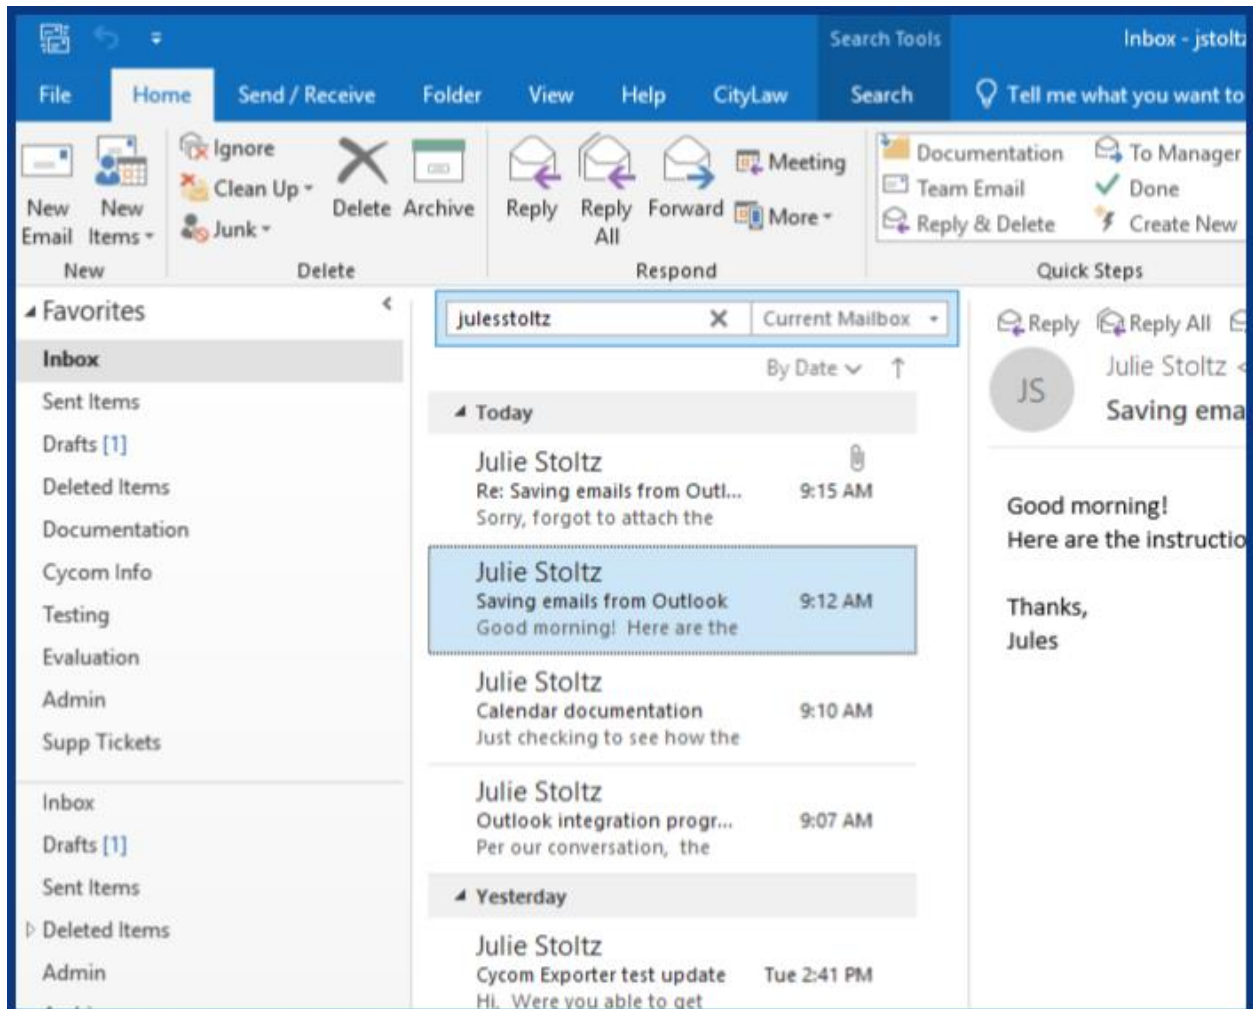 Search Tools
Inbox - jstoltz
File Home Send / Receive Folder View Help CityLaw Search Tell me what you want to
New Email
New Items
Ignore
Clean Up
Junk
Delete
Archive
Reply
Reply All
Forward
Meeting
More
Documentation
Team Email
Reply & Delete
To Manager
Done
Create New
New Delete Respond Quick Steps
Favorites
Inbox
Sent Items
Drafts [1]
Deleted Items
Documentation
Cycom Info
Testing
Evaluation
Admin
Supp Tickets
Inbox
Drafts [1]
Sent Items
Deleted Items
Admin
julesstoltz Current Mailbox
By Date
Today
Julie Stoltz
Re: Saving emails from Outl... 9:15 AM
Sorry, forgot to attach the
Julie Stoltz
Saving emails from Outlook 9:12 AM
Good morning! Here are the
Julie Stoltz
Calendar documentation 9:10 AM
Just checking to see how the
Julie Stoltz
Outlook integration progr... 9:07 AM
Per our conversation, the
Yesterday
Julie Stoltz
Cycom Exporter test update Tue 2:41 PM
Hi, Were you able to get
Reply Reply All
JS
Julie Stoltz <
Saving ema
Good morning!
Here are the instructio
Thanks,
Jules